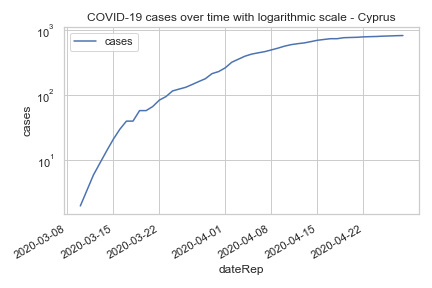 COVID-19 cases over time with logarithmic scale - Cyprus
cases
10³
10²
10¹
cases
2020-03-08
2020-03-15
2020-03-22
2020-04-01
2020-04-08
2020-04-15
2020-04-22
dateRep